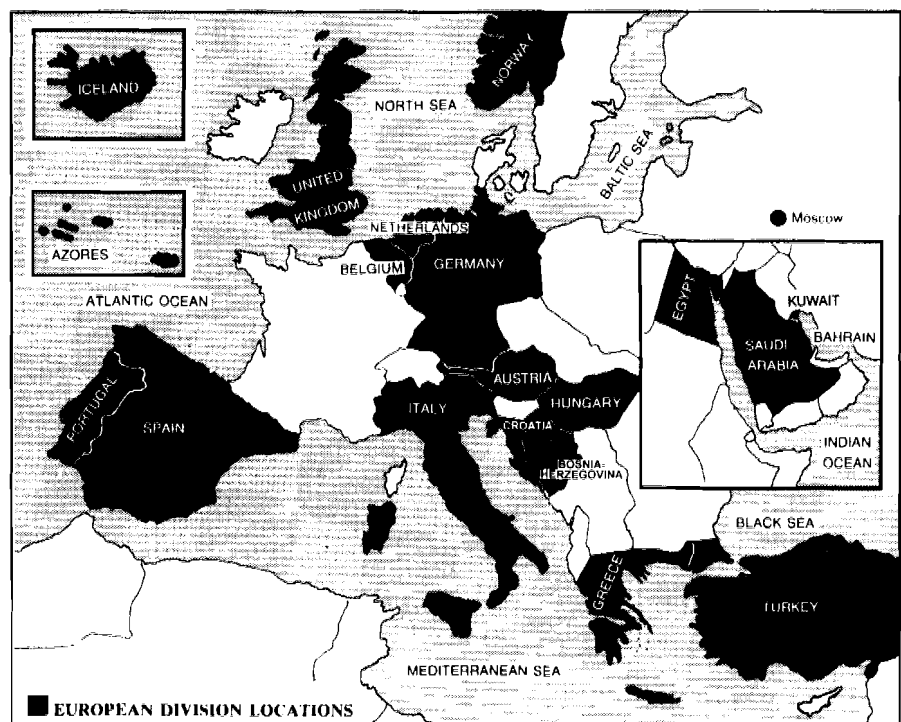 ICELAND
NORTH SEA
NORWAY
BALTIC SEA
UNITED
KINGDOM
AZORES
NETHERLANDS
BELGIUM
GERMANY
Moscow
ATLANTIC OCEAN
EGYPT
KUWAIT
SAUDI
ARABIA
BAHRAIN
INDIAN
OCEAN
AUSTRIA
HUNGARY
ITALY
CROATIA
BOSNIA-
HERZEGOVINA
PORTUGAL
SPAIN
BLACK SEA
GREECE
TURKEY
MEDITERRANEAN SEA
EUROPEAN DIVISION LOCATIONS